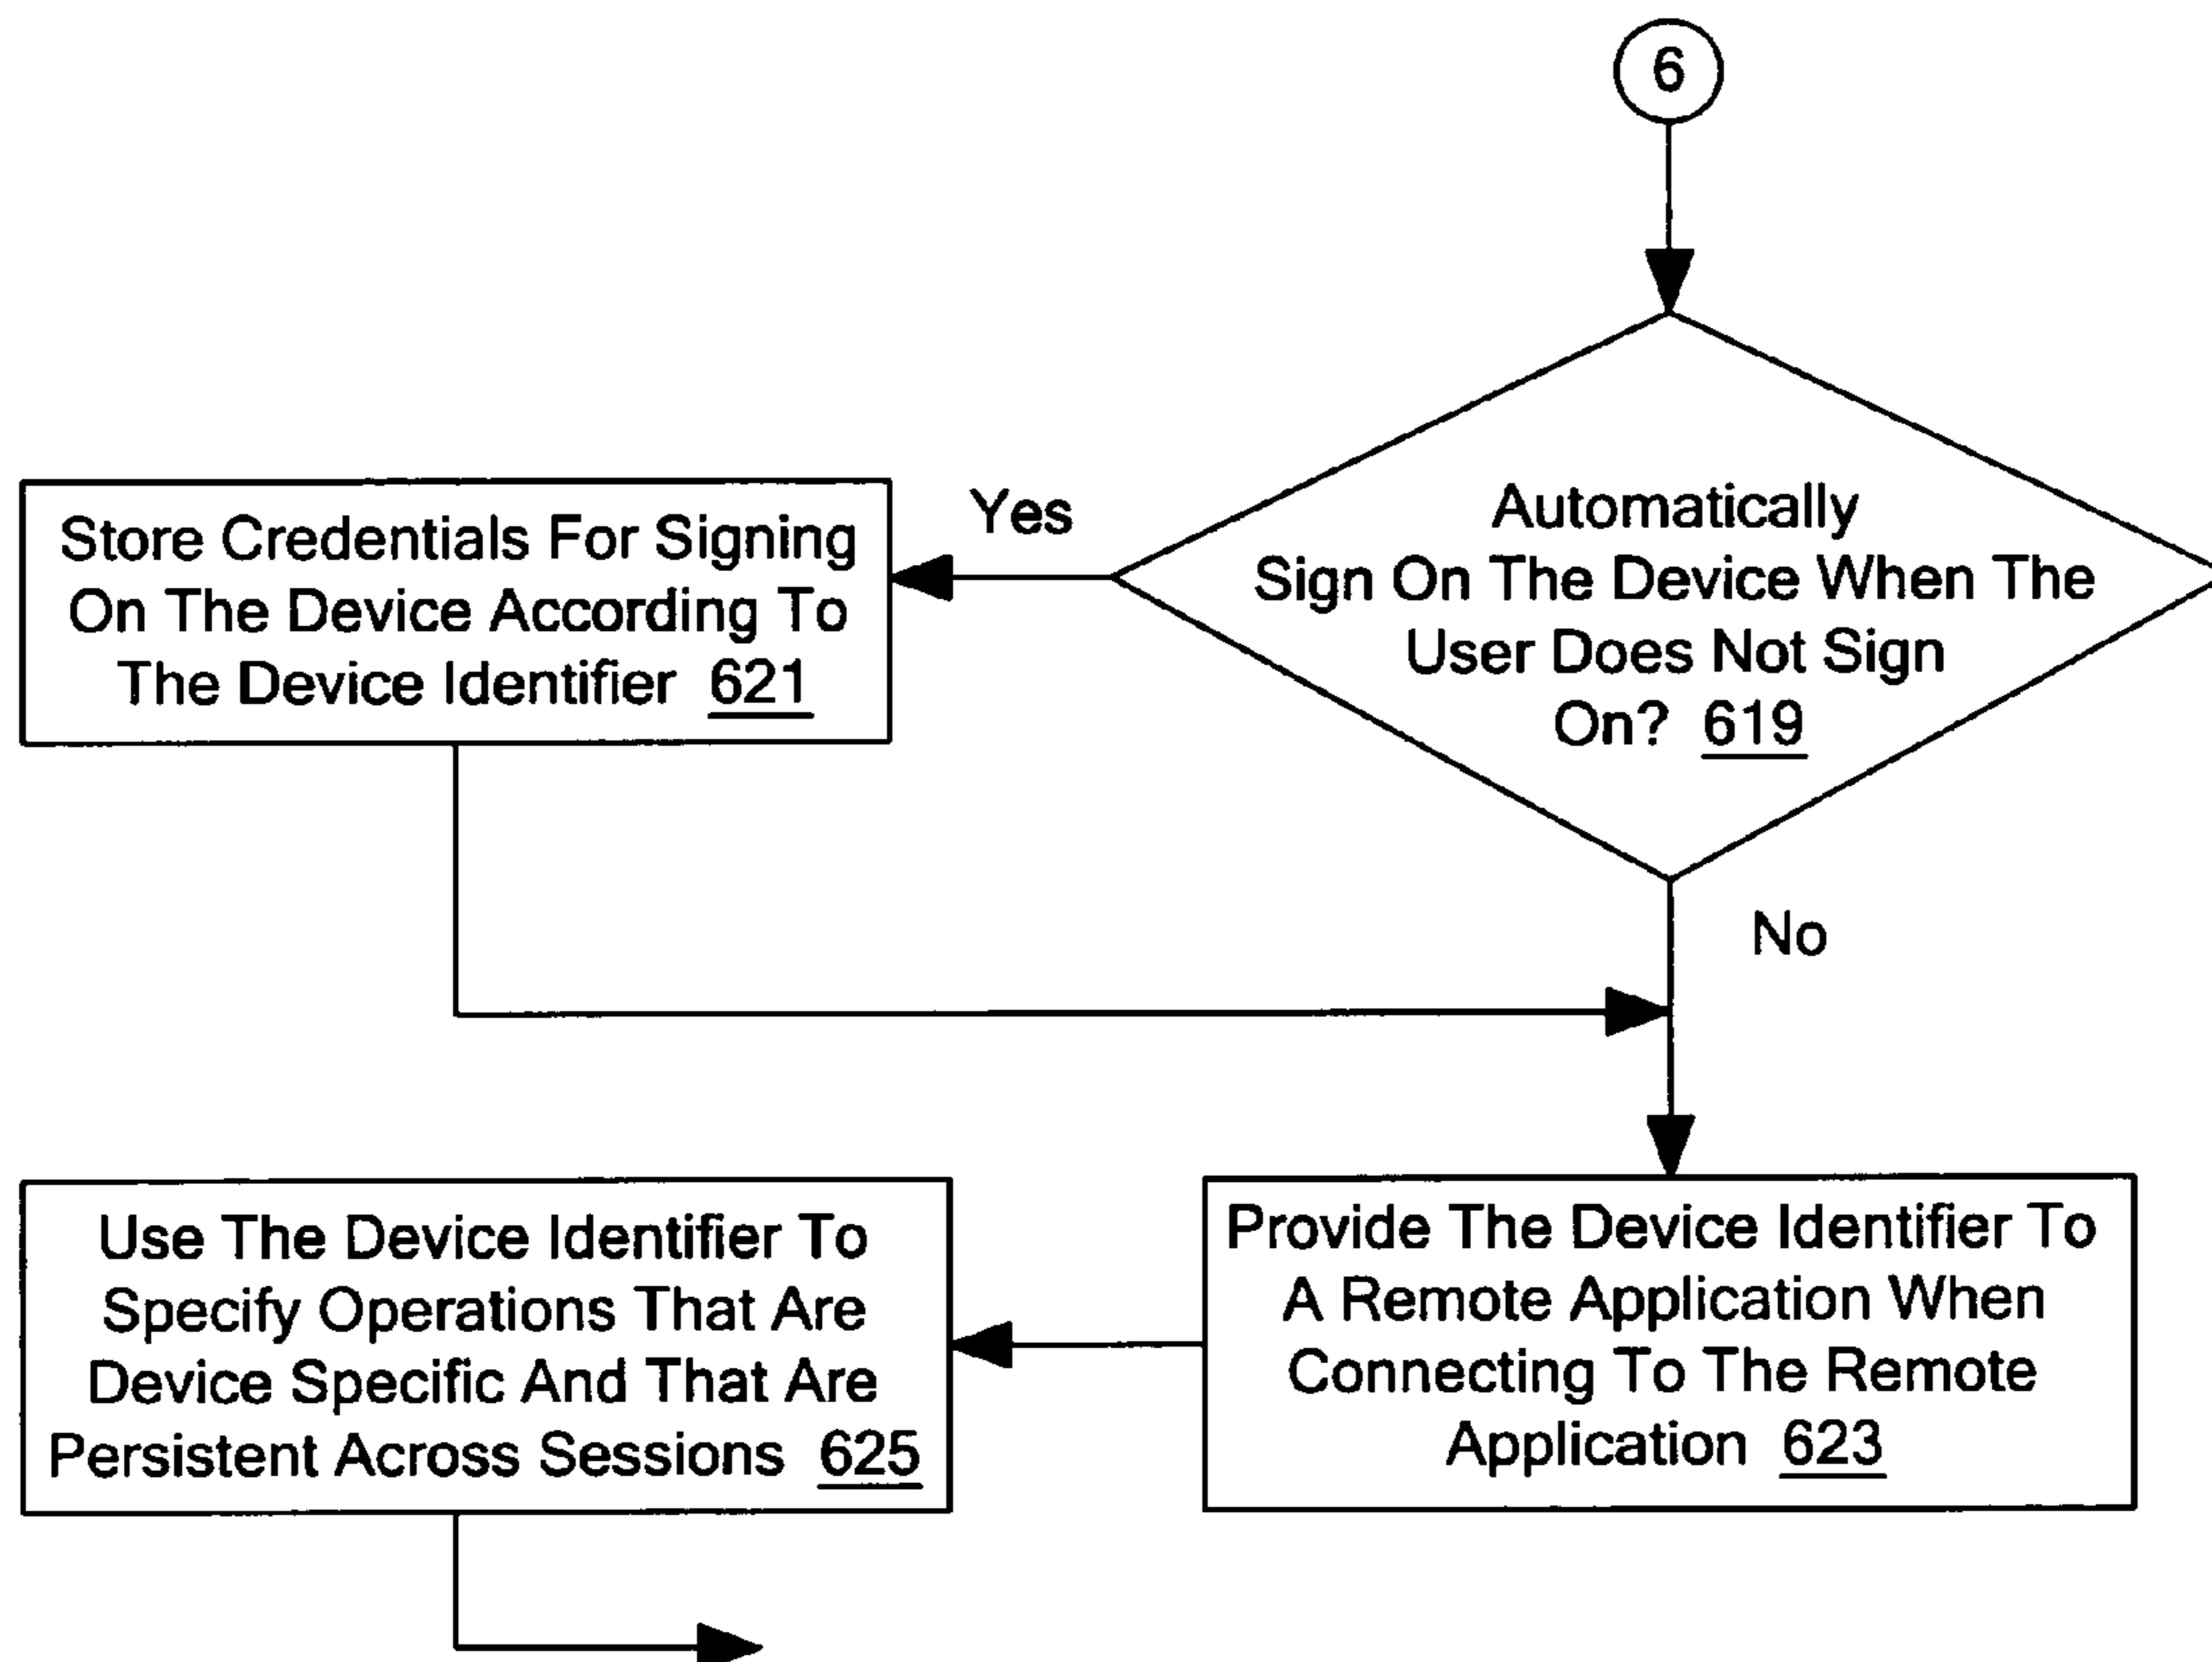 6
Automatically
Sign On The Device When The
User Does Not Sign
On? 619
Yes
Store Credentials For Signing
On The Device According To
The Device Identifier 621
No
Provide The Device Identifier To
A Remote Application When
Connecting To The Remote
Application 623
Use The Device Identifier To
Specify Operations That Are
Device Specific And That Are
Persistent Across Sessions 625